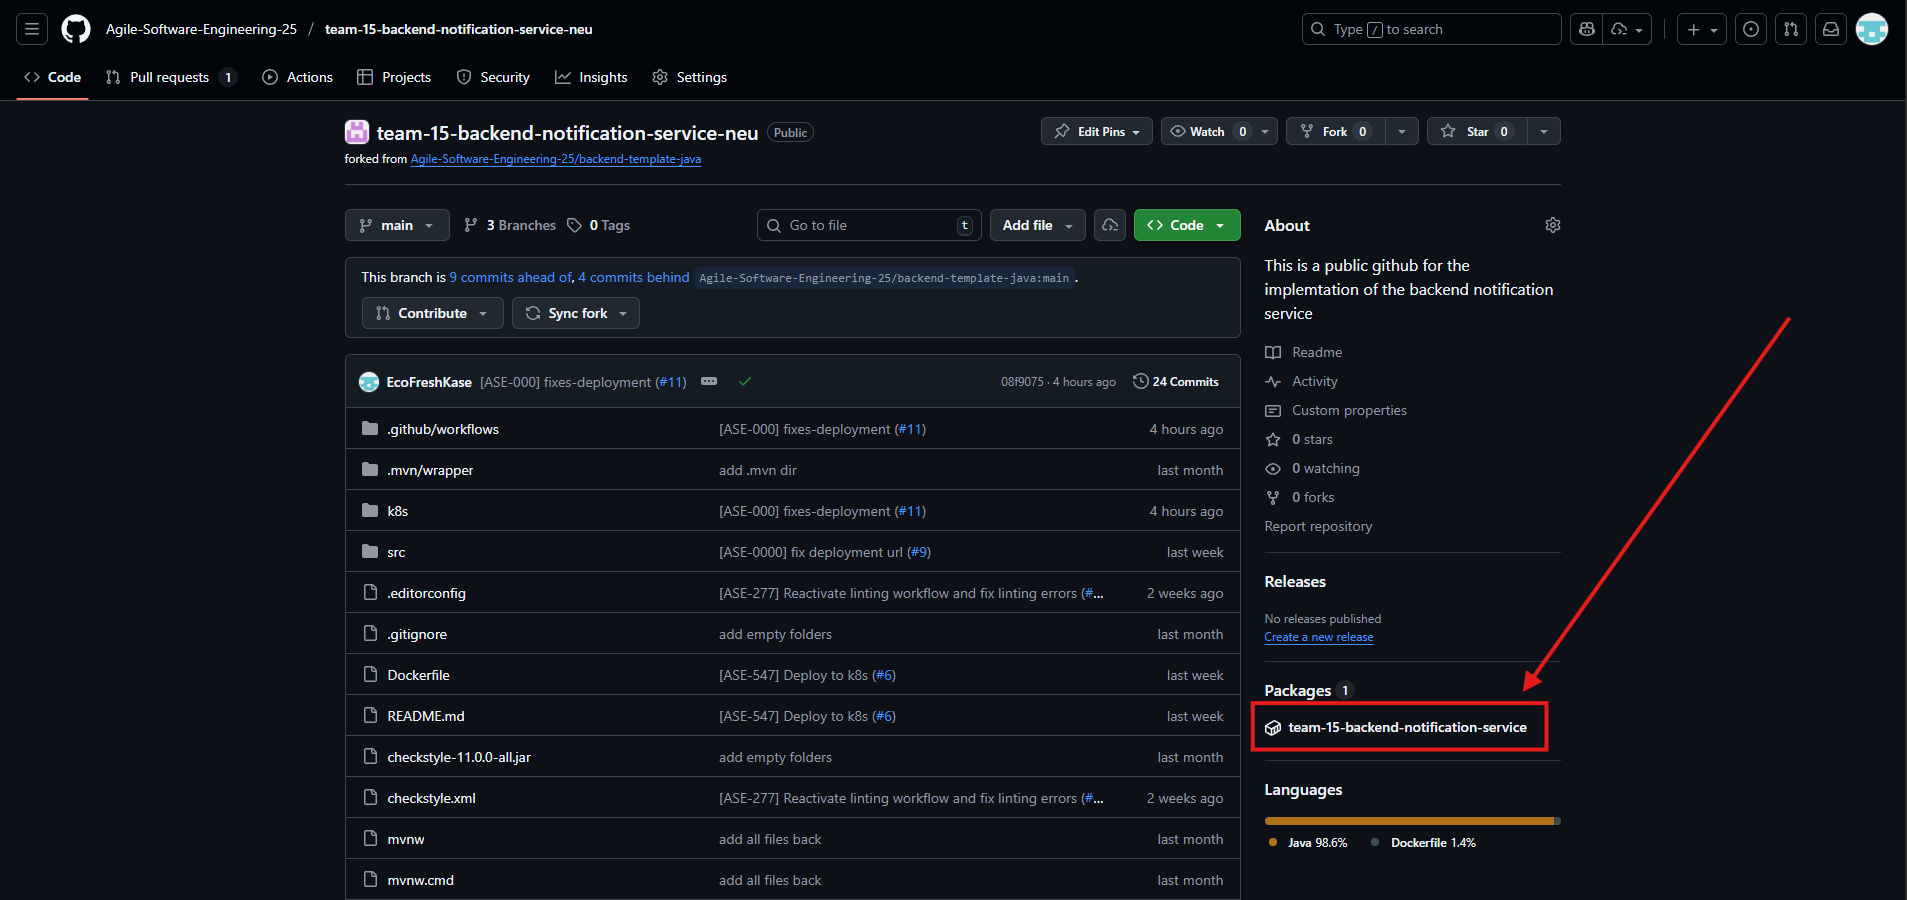 Agile-Software-Engineering-25 / team-15-backend-notification-service-neu
Type / to search
Code
Pull requests 1
Actions
Projects
Security
Insights
Settings
team-15-backend-notification-service-neu Public
forked from Agile-Software-Engineering-25/backend-template-java
Edit Pins
Watch 0
Fork 0
Star 0
main
3 Branches
0 Tags
Go to file t
Add file
Code
This branch is 9 commits ahead of, 4 commits behind Agile-Software-Engineering-25/backend-template-java:main .
Contribute
Sync fork
EcoFreshKase [ASE-000] fixes-deployment (#11) 08f9075 · 4 hours ago 24 Commits
.github/workflows [ASE-000] fixes-deployment (#11) 4 hours ago
.mvn/wrapper add .mvn dir last month
k8s [ASE-000] fixes-deployment (#11) 4 hours ago
src [ASE-0000] fix deployment url (#9) last week
.editorconfig [ASE-277] Reactivate linting workflow and fix linting errors (#... 2 weeks ago
.gitignore add empty folders last month
Dockerfile [ASE-547] Deploy to k8s (#6) last week
README.md [ASE-547] Deploy to k8s (#6) last week
checkstyle-11.0.0-all.jar add empty folders last month
checkstyle.xml [ASE-277] Reactivate linting workflow and fix linting errors (#... 2 weeks ago
mvnw add all files back last month
mvnw.cmd add all files back last month
About
This is a public github for the
implemtation of the backend notification
service
Readme
Activity
Custom properties
0 stars
0 watching
0 forks
Report repository
Releases
No releases published
Create a new release
Packages 1
team-15-backend-notification-service
Languages
Java 98.6%
Dockerfile 1.4%